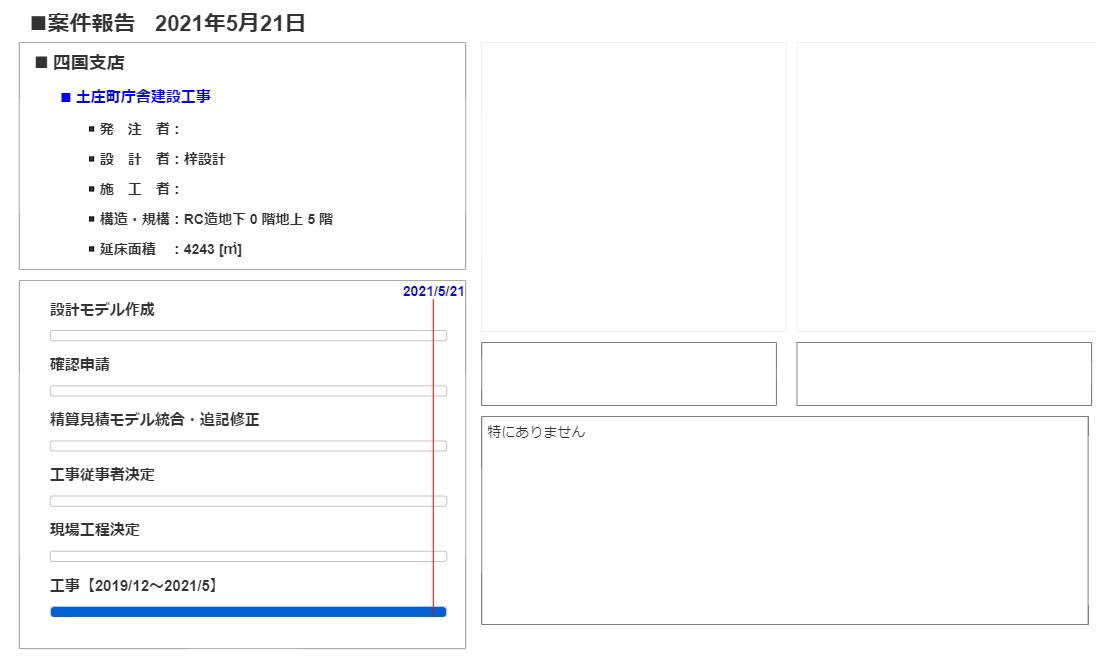 ■案件報告　2021年5月21日
■ 四国支店
■ 土庄町庁舎建設工事
▪ 発　注　者：
▪ 設　計　者：梓設計
▪ 施　工　者：
▪ 構造・規構：RC造地下 0 階地上 5 階
▪ 延床面積　：4243 [㎡]
2021/5/21
設計モデル作成
確認申請
精算見積モデル統合・追記修正
工事従事者決定
現場工程決定
工事【2019/12～2021/5】
特にありません